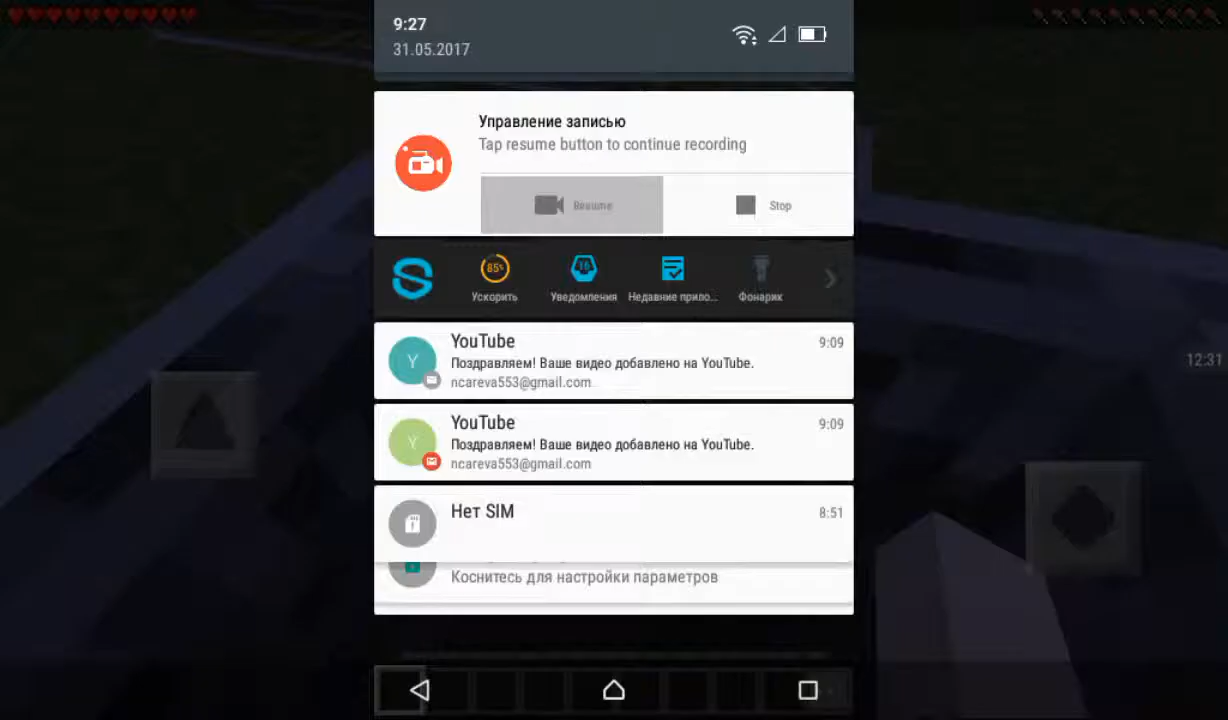 9:27
31.05.2017
Управление записью
Tap resume button to continue recording
Resume
Stop
85%
16
Ускорить
Уведомления
Недавние прило...
Фонарик
YouTube
9:09
Поздравляем! Ваше видео добавлено на YouTube.
ncareva553@gmail.com
YouTube
9:09
Поздравляем! Ваше видео добавлено на YouTube.
ncareva553@gmail.com
Нет SIM
8:51
Коснитесь для настройки параметров
12:31